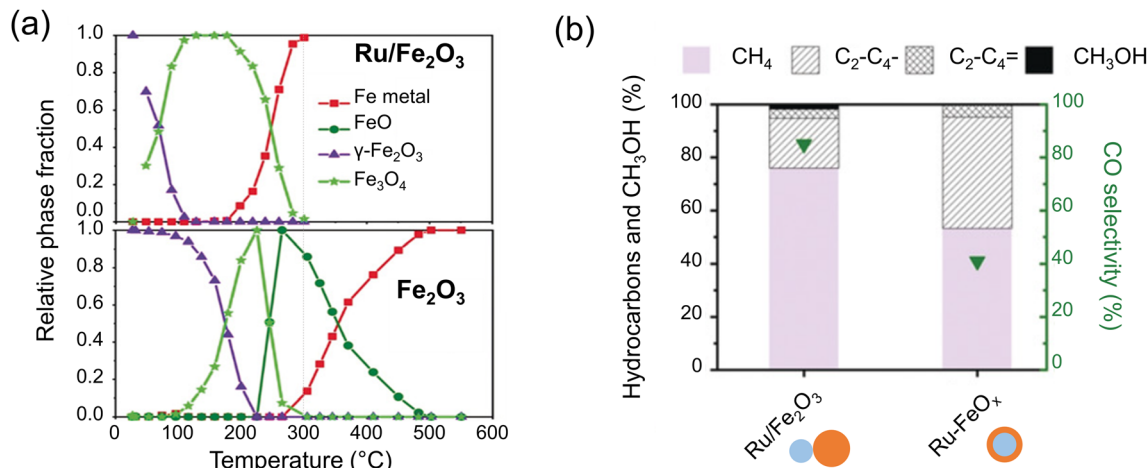 (a)
Relative phase fraction
1.0
0.8
0.6
0.4
0.2
0.0
Ru/Fe₂O₃
Fe metal
FeO
γ-Fe₂O₃
Fe₃O₄
1.0
0.8
0.6
0.4
0.2
0.0
Fe₂O₃
0 100 200 300 400 500 600
Temperature (°C)
(b)
CH₄ C₂-C₄- C₂-C₄= CH₃OH
Hydrocarbons and CH₃OH (%)
100
80
60
40
20
0
100
80
60
40
20
0
CO selectivity (%)
Ru/Fe₂O₃
Ru-FeOₓ